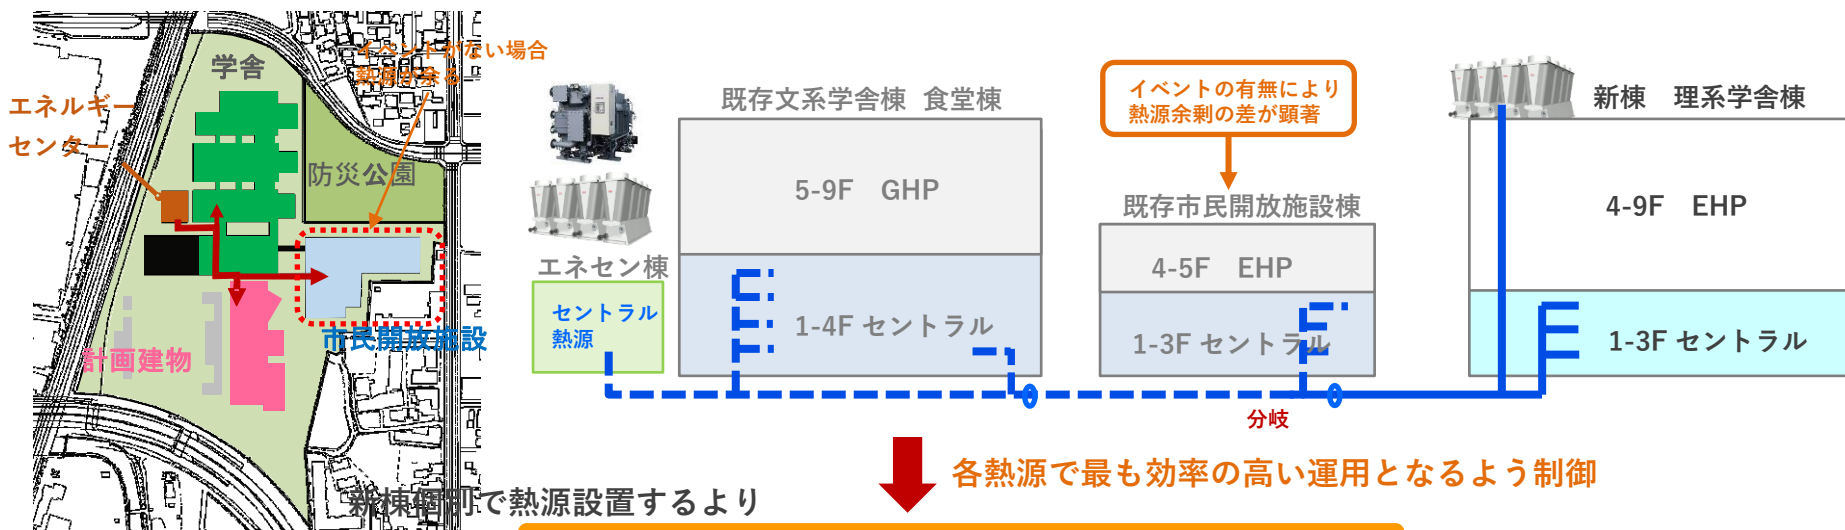 学舎
イベントがない場合
熱源が余る
エネルギー
センター
防災公園
市民開放施設
計画建物
既存文系学舎棟 食堂棟
5-9F GHP
1-4F セントラル
エネセン棟
セントラル
熱源
イベントの有無により
熱源余剰の差が顕著
既存市民開放施設棟
4-5F EHP
1-3F セントラル
分岐
新棟 理系学舎棟
4-9F EHP
1-3F セントラル
各熱源で最も効率の高い運用となるよう制御
新棟個別で熱源設置するより